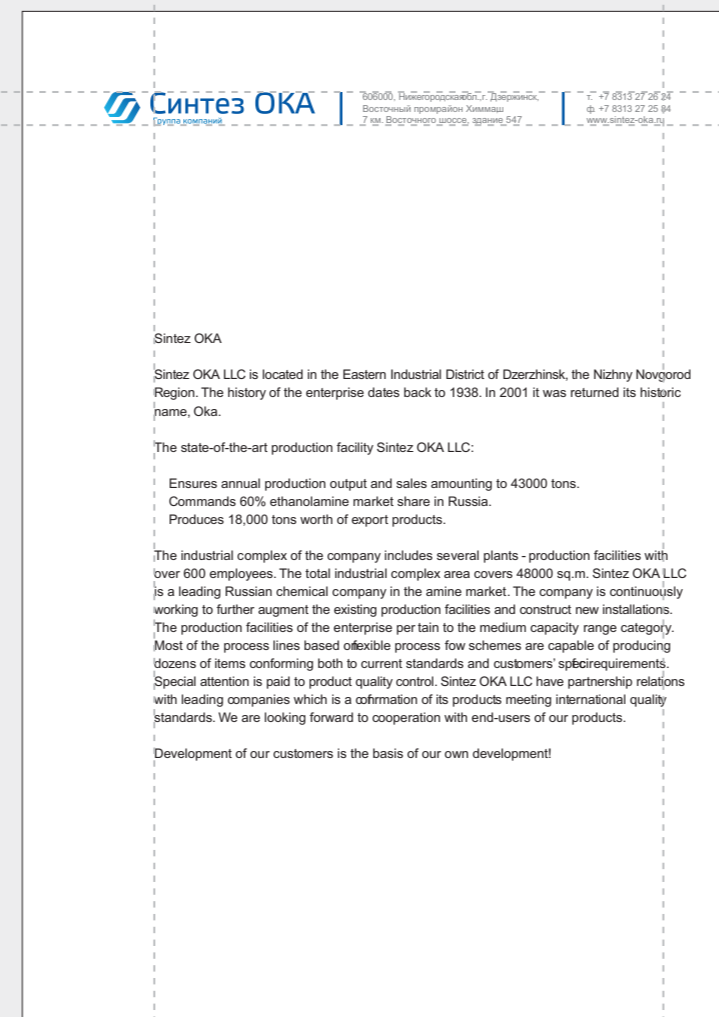 Синтез ОКА
Группа компаний
606000, Нижегородская обл., г. Дзержинск,
Восточный промрайон Химмаш
7 км. Восточного шоссе, здание 547
т. +7 8313 27 26 24
ф. +7 8313 27 25 84
www.sintez-oka.ru
Sintez OKA
Sintez OKA LLC is located in the Eastern Industrial District of Dzerzhinsk, the Nizhny Novgorod
Region. The history of the enterprise dates back to 1938. In 2001 it was returned its historic
name, Oka.
The state-of-the-art production facility Sintez OKA LLC:
Ensures annual production output and sales amounting to 43000 tons.
Commands 60% ethanolamine market share in Russia.
Produces 18,000 tons worth of export products.
The industrial complex of the company includes several plants - production facilities with
over 600 employees. The total industrial complex area covers 48000 sq.m. Sintez OKA LLC
is a leading Russian chemical company in the amine market. The company is continuously
working to further augment the existing production facilities and construct new installations.
The production facilities of the enterprise per tain to the medium capacity range category.
Most of the process lines based process fow schemes are capable of producing
dozens of items conforming both to current standards and customers' requirements.
Special attention is paid to product quality control. Sintez OKA LLC have partnership relations
with leading companies which is a of its products meeting international quality
standards. We are looking forward to cooperation with end-users of our products.
Development of our customers is the basis of our own development!